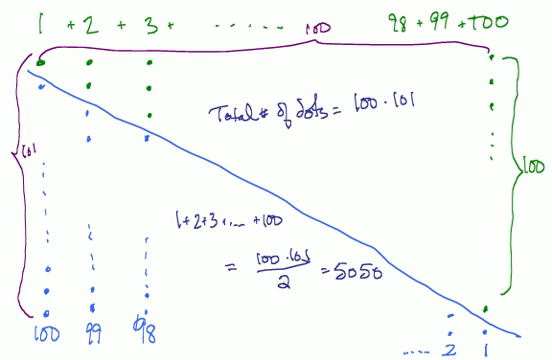 1 + 2 + 3 + ...... 98 + 99 + 100
100
Total # of dots = 100 · 101
101
100
1+2+3+.... +100
= 100 · 101 / 2 = 5050
100 99 98 ..... 2 1